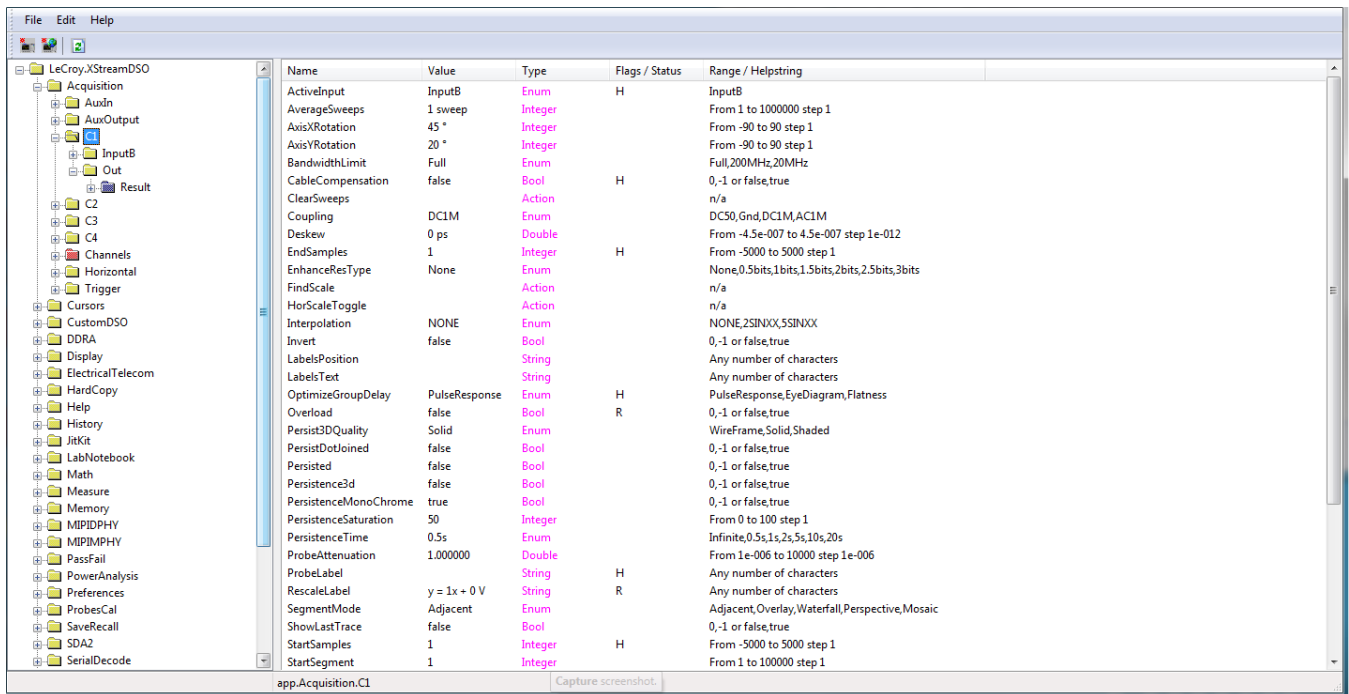 File Edit Help
LeCroy.XStreamDSO
Acquisition
AuxIn
AuxOutput
C1
InputB
Out
Result
C2
C3
C4
Channels
Horizontal
Trigger
Cursors
CustomDSO
DDRA
Display
ElectricalTelecom
HardCopy
Help
History
JitKit
LabNotebook
Math
Measure
Memory
MIPIDPHY
MIPIMPHY
PassFail
PowerAnalysis
Preferences
ProbesCal
SaveRecall
SDA2
SerialDecode
Name Value Type Flags / Status Range / Helpstring
ActiveInput InputB Enum H InputB
AverageSweeps 1 sweep Integer From 1 to 1000000 step 1
AxisXRotation 45 ° Integer From -90 to 90 step 1
AxisYRotation 20 ° Integer From -90 to 90 step 1
BandwidthLimit Full Enum Full,200MHz,20MHz
CableCompensation false Bool H 0,-1 or false,true
ClearSweeps Action n/a
Coupling DC1M Enum DC50,Gnd,DC1M,AC1M
Deskew 0 ps Double From -4.5e-007 to 4.5e-007 step 1e-012
EndSamples 1 Integer H From -5000 to 5000 step 1
EnhanceResType None Enum None,0.5bits,1bits,1.5bits,2bits,2.5bits,3bits
FindScale Action n/a
HorScaleToggle Action n/a
Interpolation NONE Enum NONE,2SINXX,5SINXX
Invert false Bool 0,-1 or false,true
LabelsPosition String Any number of characters
LabelsText String Any number of characters
OptimizeGroupDelay PulseResponse Enum H PulseResponse,EyeDiagram,Flatness
Overload false Bool R 0,-1 or false,true
Persist3DQuality Solid Enum WireFrame,Solid,Shaded
PersistDotJoined false Bool 0,-1 or false,true
Persisted false Bool 0,-1 or false,true
Persistence3d false Bool 0,-1 or false,true
PersistenceMonoChrome true Bool 0,-1 or false,true
PersistenceSaturation 50 Integer From 0 to 100 step 1
PersistenceTime 0.5s Enum Infinite,0.5s,1s,2s,5s,10s,20s
ProbeAttenuation 1.000000 Double From 1e-006 to 10000 step 1e-006
ProbeLabel String H Any number of characters
RescaleLabel y = 1x + 0 V String R Any number of characters
SegmentMode Adjacent Enum Adjacent,Overlay,Waterfall,Perspective,Mosaic
ShowLastTrace false Bool 0,-1 or false,true
StartSamples 1 Integer H From -5000 to 5000 step 1
StartSegment 1 Integer From 1 to 100000 step 1
app.Acquisition.C1
Capture screenshot.